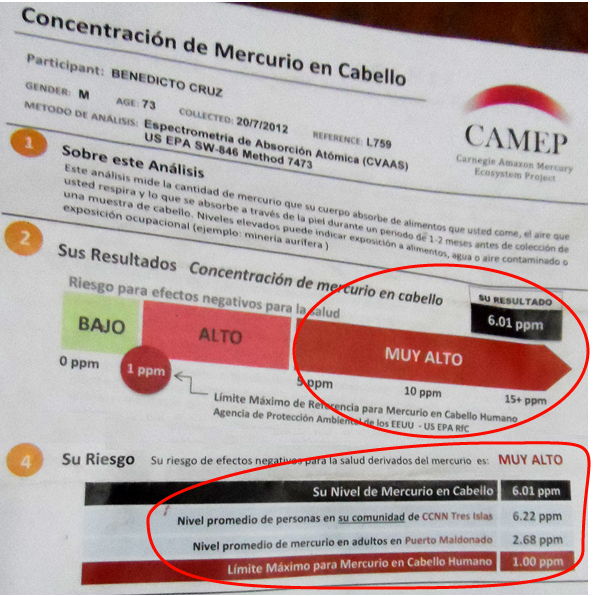 Concentración de Mercurio en Cabello
Participant: BENEDICTO CRUZ
GENDER: M AGE: 73 COLLECTED: 20/7/2012 REFERENCE: L759
METODO DE ANÁLISIS: Espectrometría de Absorción Atómica (CVAAS)
US EPA SW-846 Method 7473
CAMEP
Carnegie Amazon Mercury
Ecosystem Project
1
Sobre este Análisis
Este análisis mide la cantidad de mercurio que su cuerpo absorbe de alimentos que usted come, el aire que
usted respira y lo que se absorbe a través de la piel durante un periodo de 1-2 meses antes de colección de
una muestra de cabello. Niveles elevados puede indicar exposición a alimentos, agua o aire contaminado o
exposición ocupacional (ejemplo: minería aurífera )
2
Sus Resultados Concentración de mercurio en cabello
Riesgo para efectos negativos para la salud
SU RESULTADO
6.01 ppm
BAJO
ALTO
MUY ALTO
0 ppm
1 ppm
5 ppm
10 ppm
15+ ppm
Límite Máximo de Referencia para Mercurio en Cabello Humano
Agencia de Protección Ambiental de los EEUU - US EPA RfC
4
Su Riesgo Su riesgo de efectos negativos para la salud derivados del mercurio es: MUY ALTO
Su Nivel de Mercurio en Cabello 6.01 ppm
Nivel promedio de personas en su comunidad de CCNN Tres Islas 6.22 ppm
Nivel promedio de mercurio en adultos en Puerto Maldonado 2.68 ppm
Límite Máximo para Mercurio en Cabello Humano 1.00 ppm